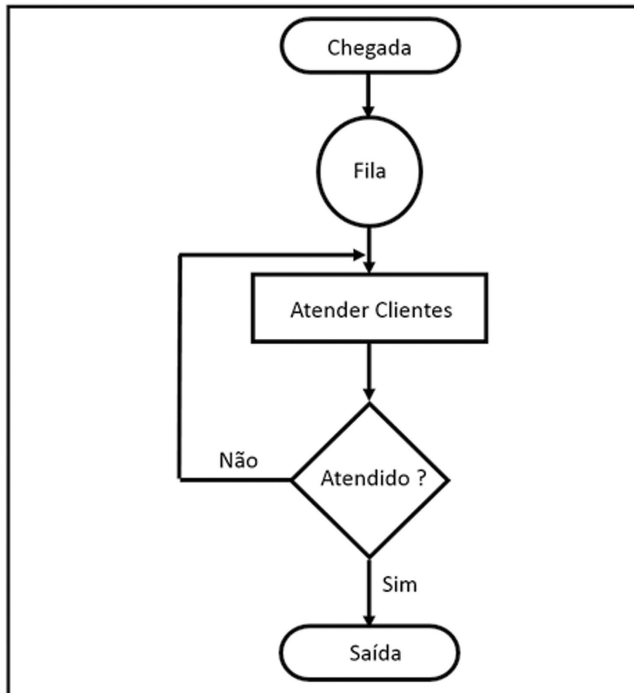 Chegada
Fila
Atender Clientes
Não
Atendido ?
Sim
Saída